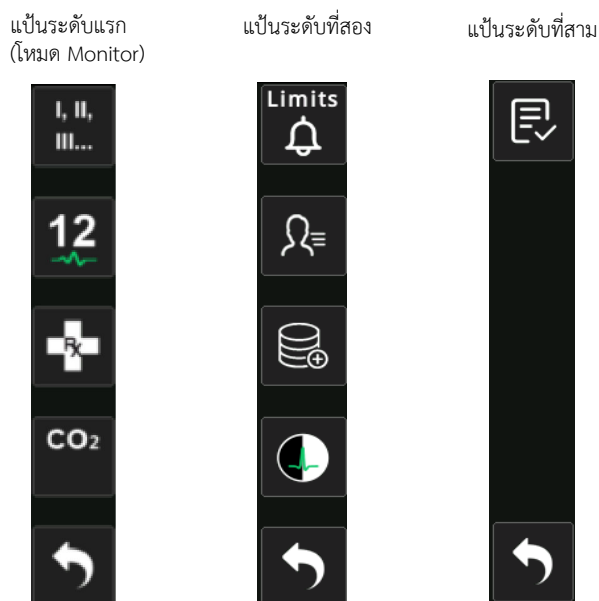 แป้นระดับแรก
(โหมด Monitor)
I, II,
III...
12
Rx
CO₂
แป้นระดับที่สอง
Limits
แป้นระดับที่สาม